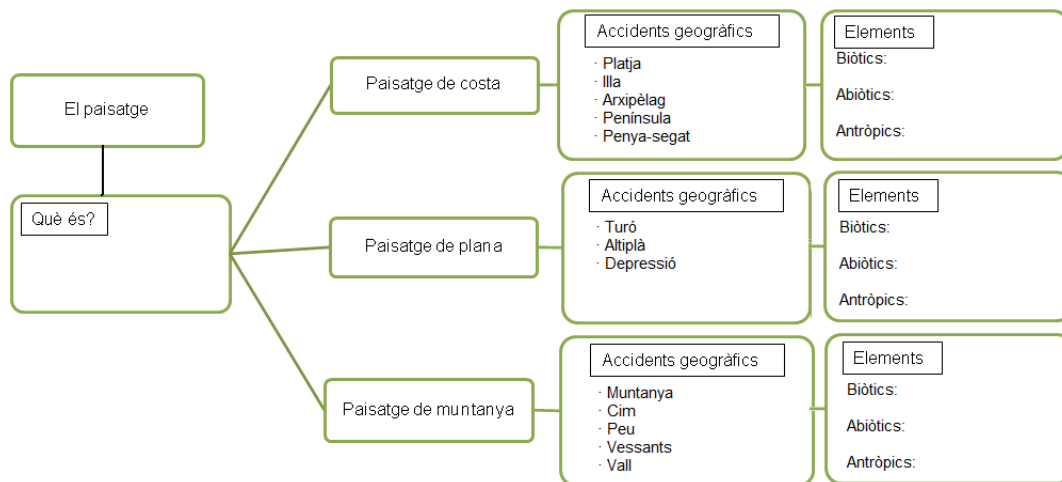 El paisatge
Què és?
Paisatge de costa
Accidents geogràfics
· Platja
· Illa
· Arxipèlag
· Península
· Penya-segat
Elements
Biòtics:
Abiòtics:
Antròpics:
Paisatge de plana
Accidents geogràfics
· Turó
· Altiplà
· Depressió
Elements
Biòtics:
Abiòtics:
Antròpics:
Paisatge de muntanya
Accidents geogràfics
· Muntanya
· Cim
· Peu
· Vessants
· Vall
Elements
Biòtics:
Abiòtics:
Antròpics: